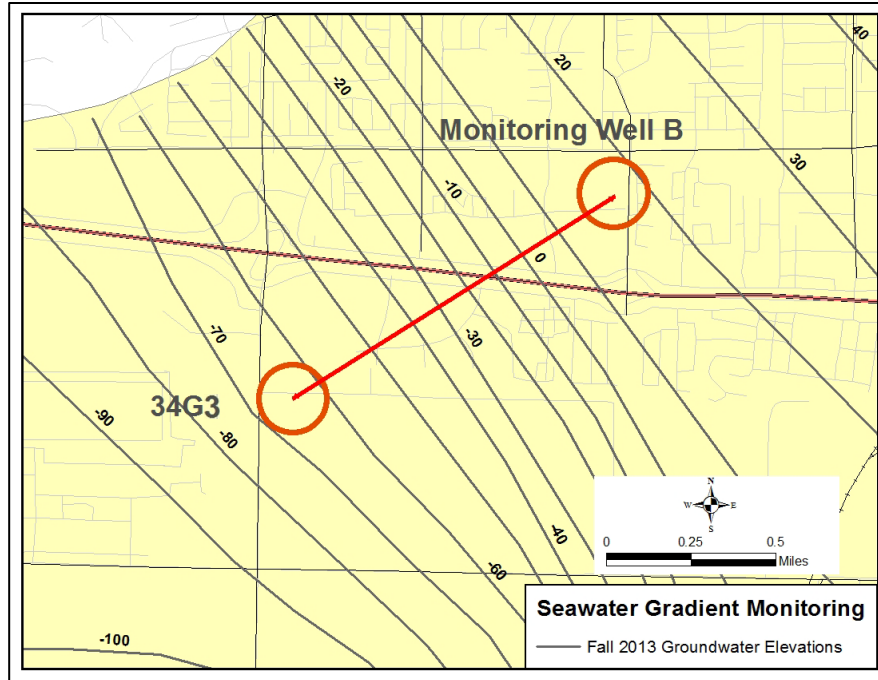 40
20
-20
Monitoring Well B
30
-10
0
-30
-70
34G3
-90
-80
N
W E
S
0 0.25 0.5
Miles
-40
-60
-100
Seawater Gradient Monitoring
Fall 2013 Groundwater Elevations